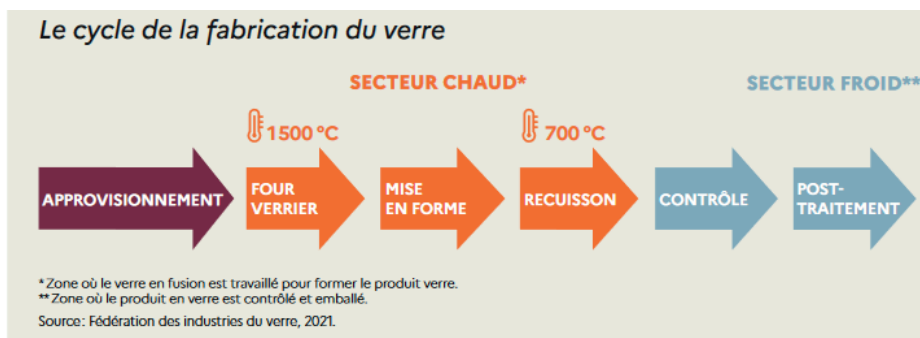 Le cycle de la fabrication du verre
SECTEUR CHAUD*
SECTEUR FROID**
1500 °C
700 °C
APPROVISIONNEMENT
FOUR
VERRIER
MISE
EN FORME
RECUISSON
CONTRÔLE
POST-
TRAITEMENT
* Zone où le verre en fusion est travaillé pour former le produit verre.
** Zone où le produit en verre est contrôlé et emballé.
Source: Fédération des industries du verre, 2021.